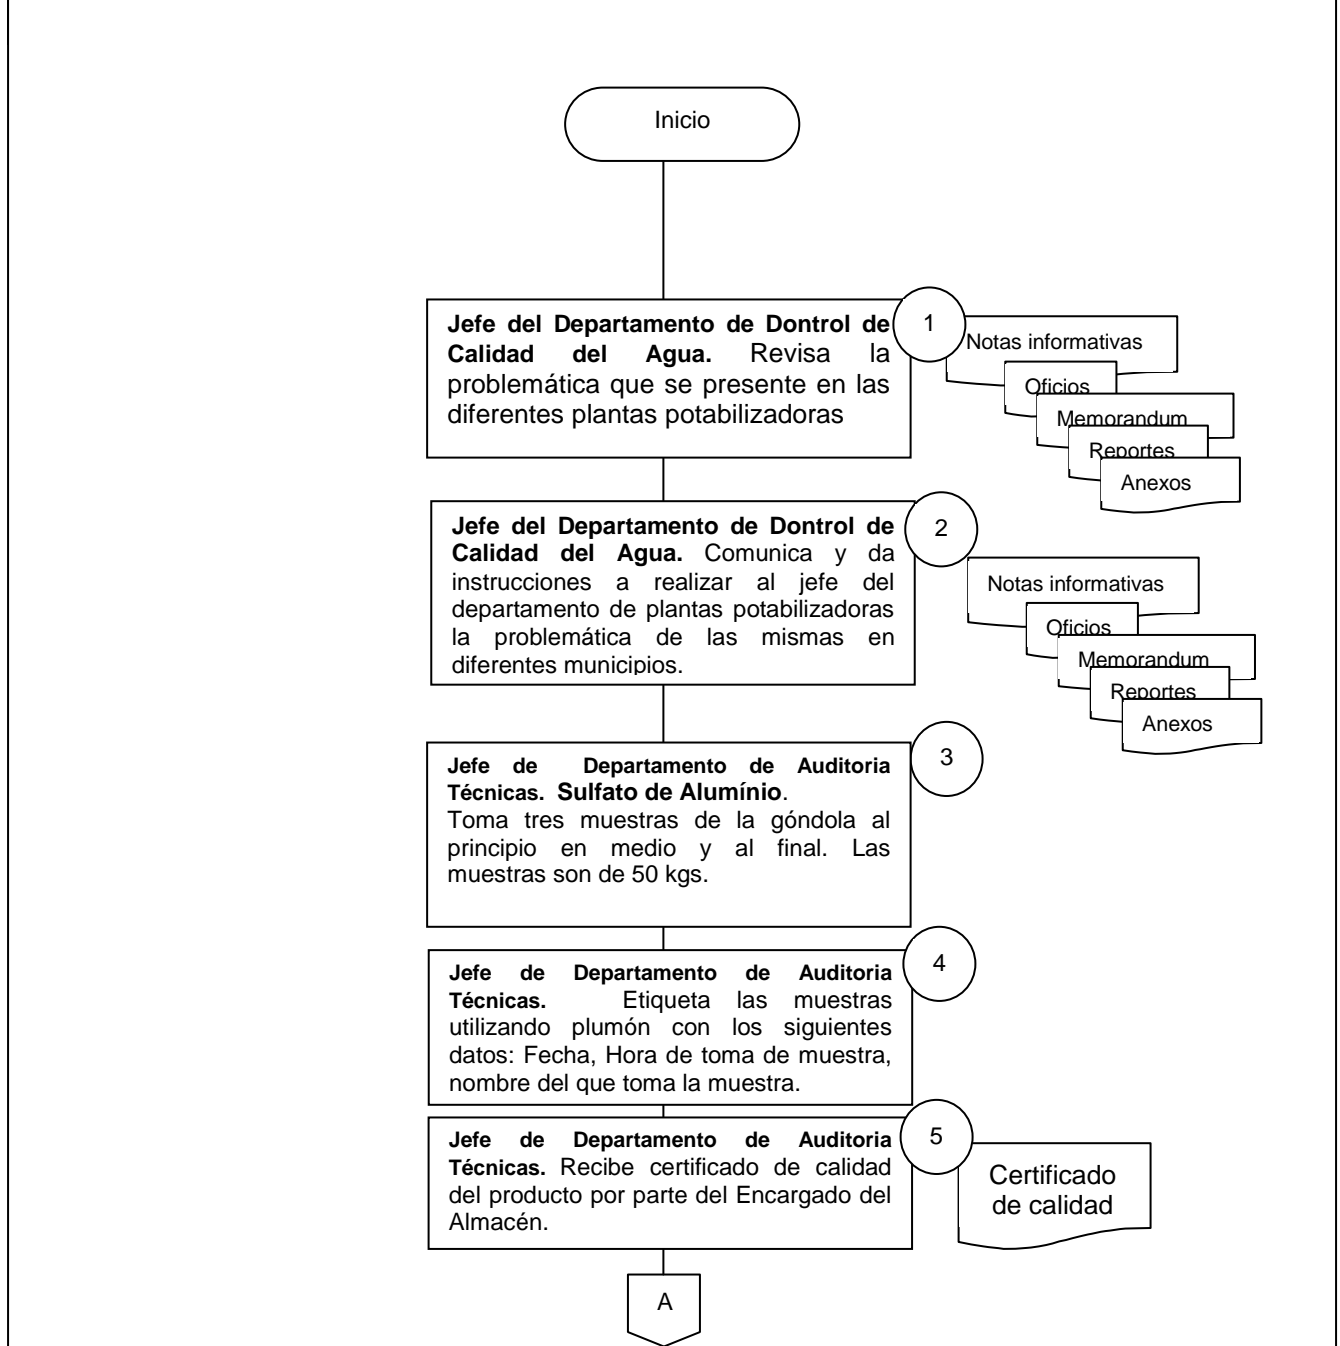 Inicio
Jefe del Departamento de Dontrol de
Calidad del Agua. Revisa la
problemática que se presente en las
diferentes plantas potabilizadoras
1
Notas informativas
Oficios
Memorandum
Reportes
Anexos
Jefe del Departamento de Dontrol de
Calidad del Agua. Comunica y da
instrucciones a realizar al jefe del
departamento de plantas potabilizadoras
la problemática de las mismas en
diferentes municipios.
2
Notas informativas
Oficios
Memorandum
Reportes
Anexos
Jefe de Departamento de Auditoria
Técnicas. Sulfato de Alumínio.
Toma tres muestras de la góndola al
principio en medio y al final. Las
muestras son de 50 kgs.
3
Jefe de Departamento de Auditoria
Técnicas. Etiqueta las muestras
utilizando plumón con los siguientes
datos: Fecha, Hora de toma de muestra,
nombre del que toma la muestra.
4
Jefe de Departamento de Auditoria
Técnicas. Recibe certificado de calidad
del producto por parte del Encargado del
Almacén.
5
Certificado
de calidad
A